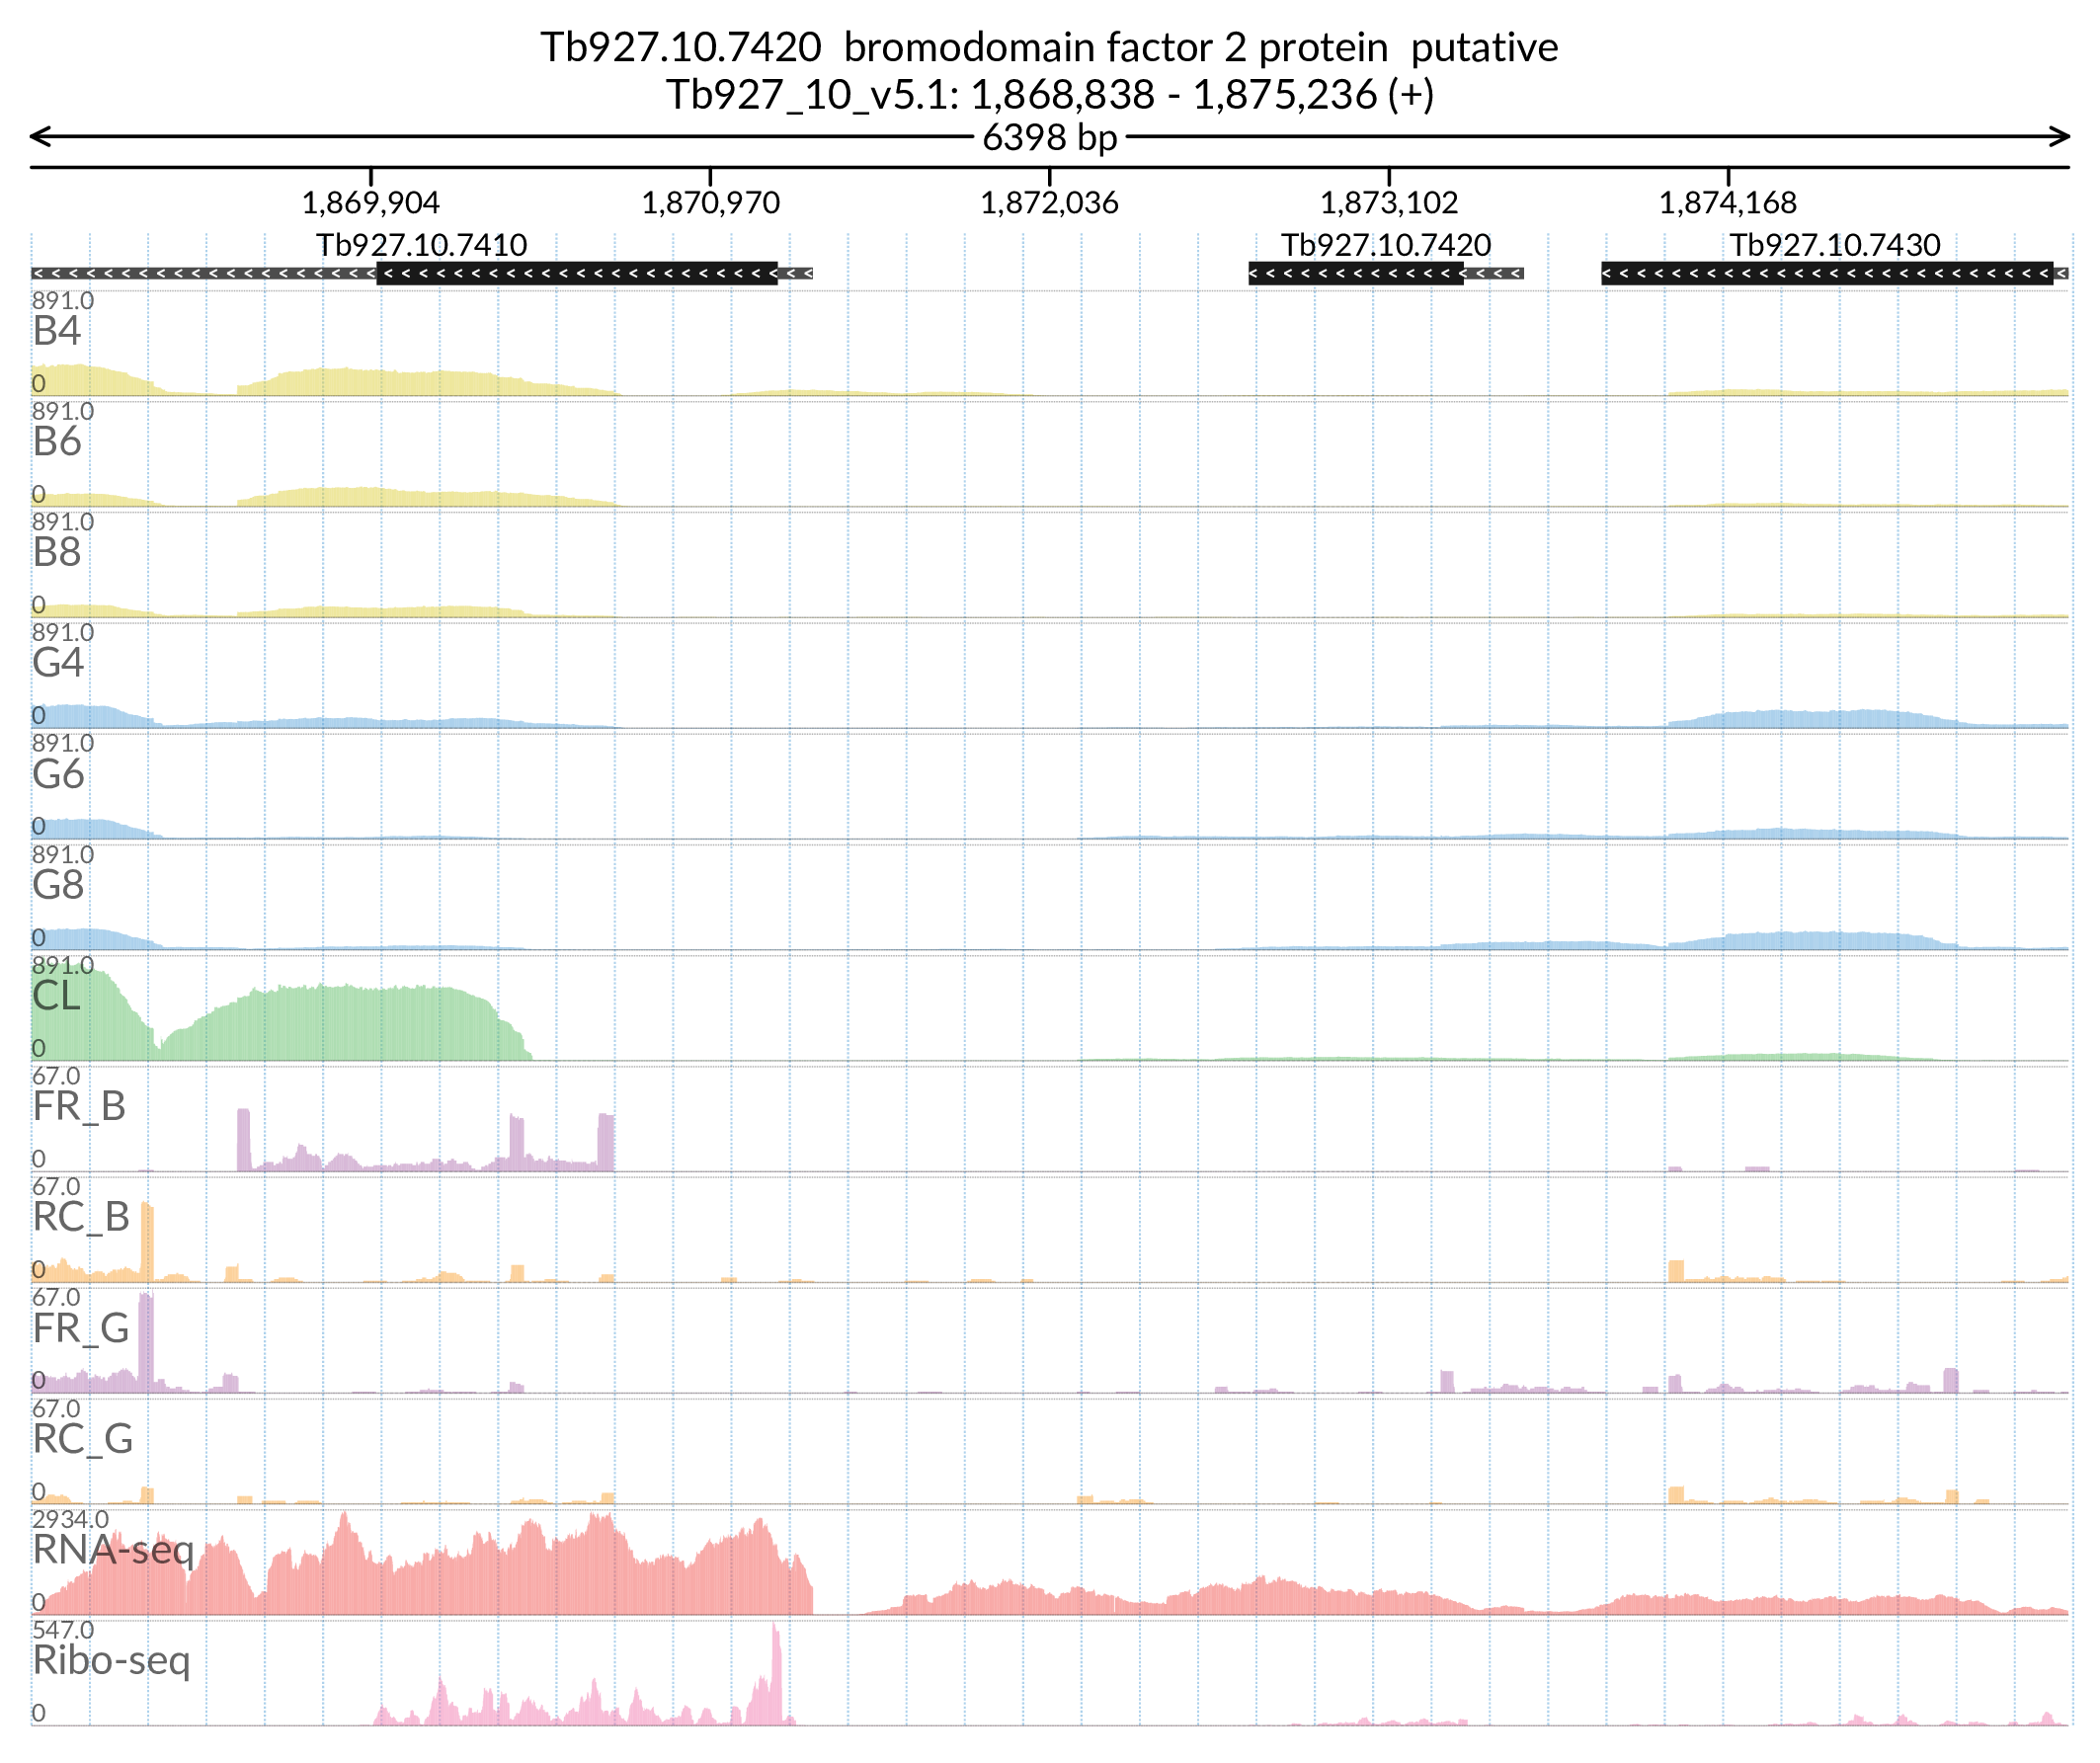 Tb927.10.7420  bromodomain factor 2 protein  putative
Tb927_10_v5.1: 1,868,838 - 1,875,236 (+)
6398 bp
1,869,904 1,870,970 1,872,036 1,873,102 1,874,168
Tb927.10.7410 Tb927.10.7420 Tb927.10.7430
891.0
B4
0
891.0
B6
0
891.0
B8
0
891.0
G4
0
891.0
G6
0
891.0
G8
0
891.0
CL
0
67.0
FR_B
0
67.0
RC_B
0
67.0
FR_G
0
67.0
RC_G
0
2934.0
RNA-seq
0
547.0
Ribo-seq
0